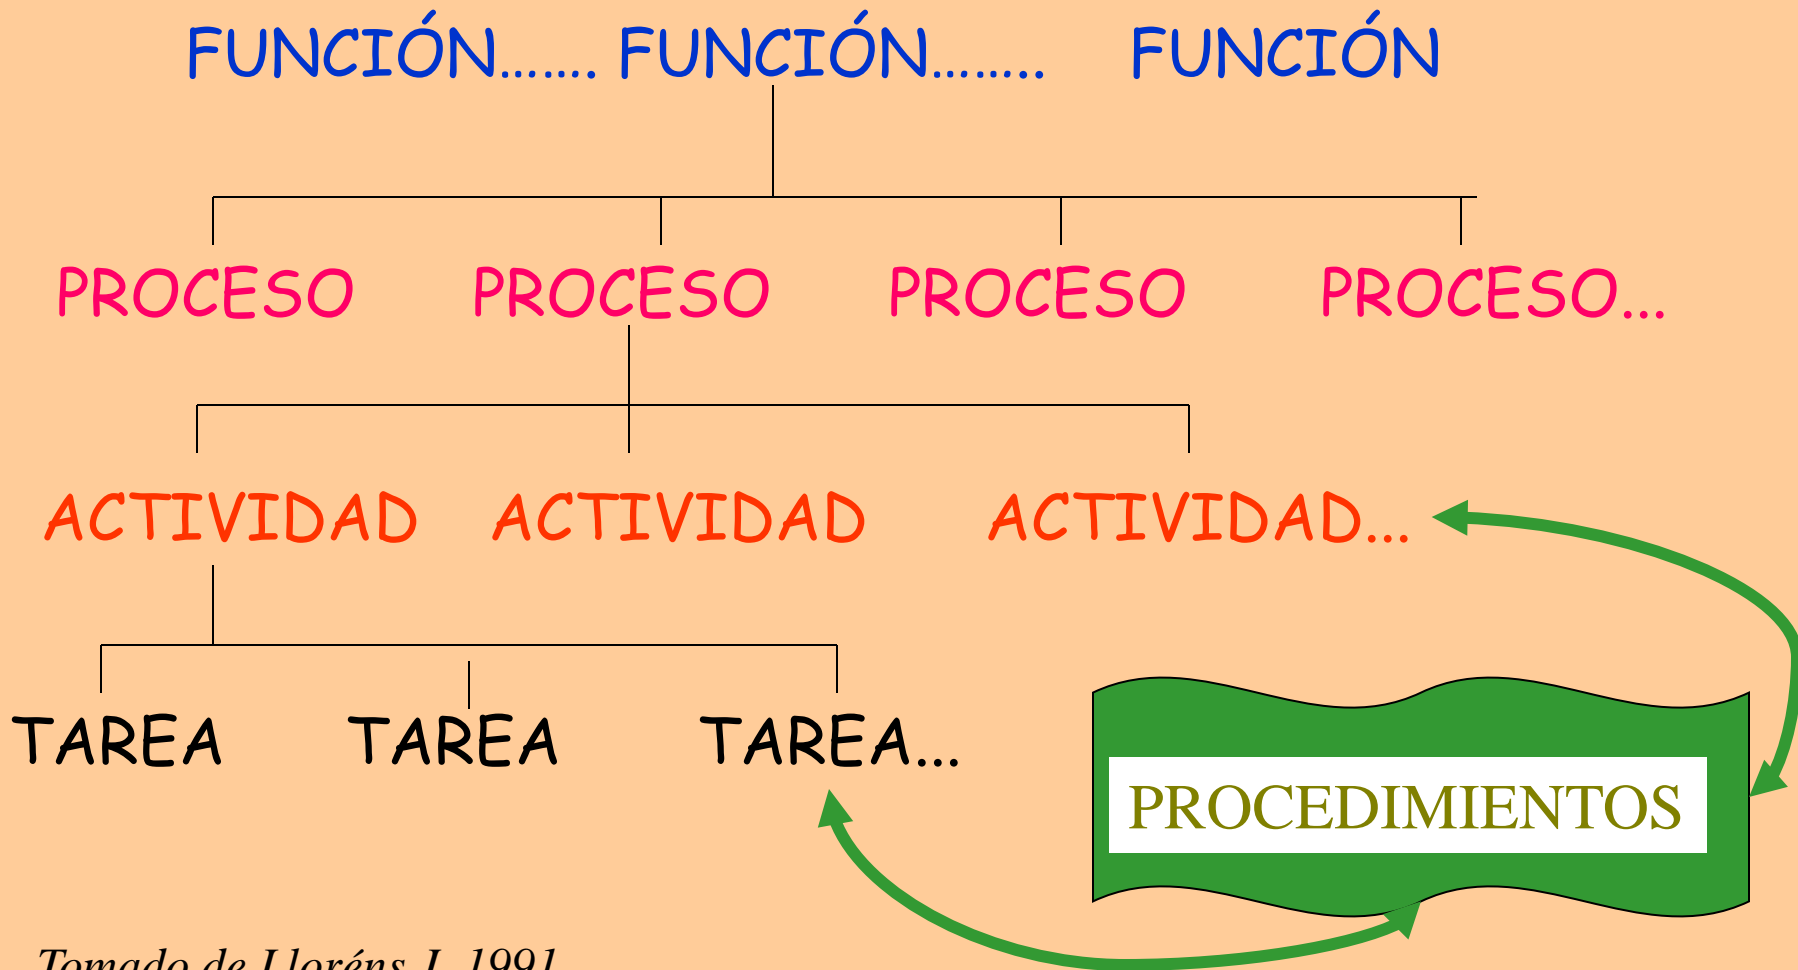 FUNCIÓN....... FUNCIÓN........ FUNCIÓN
PROCESO PROCESO PROCESO PROCESO...
ACTIVIDAD ACTIVIDAD ACTIVIDAD...
TAREA TAREA TAREA...
PROCEDIMIENTOS
Tomado de Lloréns J. 1991